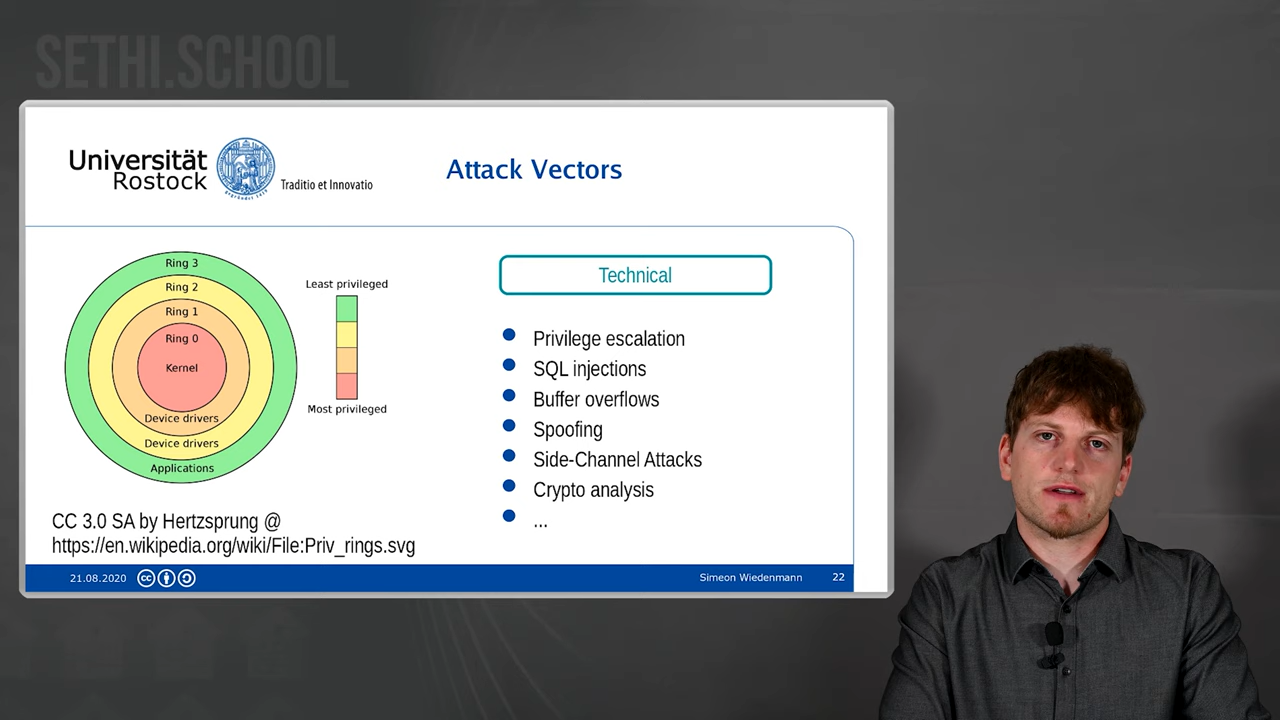 SETHI.SCHOOL
Universität
Rostock
Traditio et Innovatio
Attack Vectors
Ring 3
Ring 2
Ring 1
Ring 0
Kernel
Device drivers
Device drivers
Applications
Least privileged
Most privileged
CC 3.0 SA by Hertzsprung @
https://en.wikipedia.org/wiki/File:Priv_rings.svg
Technical
Privilege escalation
SQL injections
Buffer overflows
Spoofing
Side-Channel Attacks
Crypto analysis
...
21.08.2020
cc
Simeon Wiedenmann
22